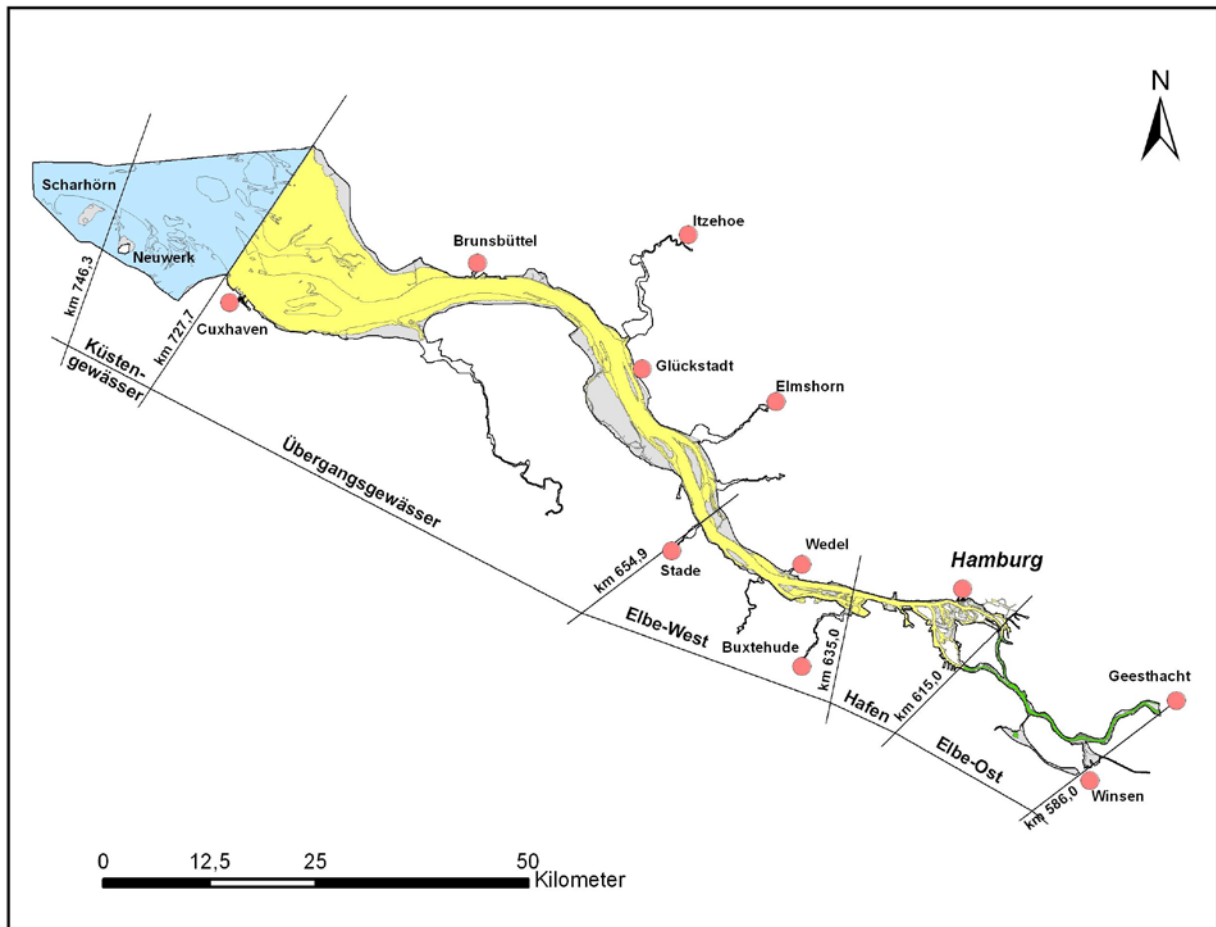 N
Scharhörn
Neuwerk
km 746,3
km 727,7
Cuxhaven
Brunsbüttel
Itzehoe
Glückstadt
Elmshorn
Küsten-
gewässer
Übergangsgewässer
km 654,9
Stade
Wedel
Hamburg
Elbe-West
Buxtehude
km 635,0
Hafen
km 615,0
Geesthacht
Elbe-Ost
km 586,0
Winsen
0 12,5 25 50
Kilometer